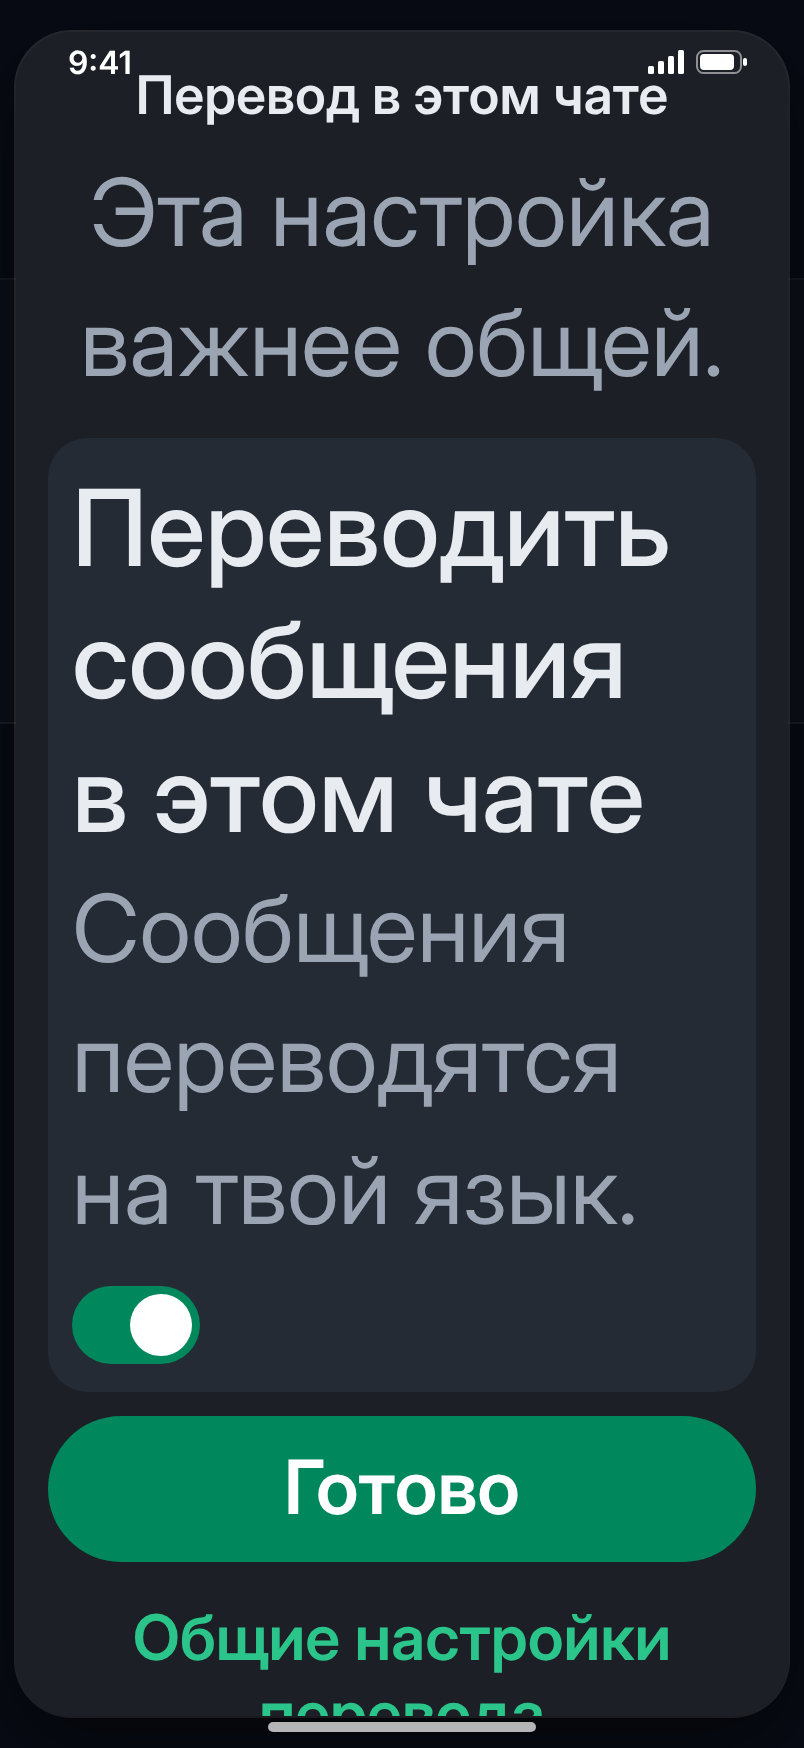 9:41
Перевод в этом чате
Эта настройка
важнее общей.
Переводить
сообщения
в этом чате
Сообщения
переводятся
на твой язык.
Готово
Общие настройки
перевода